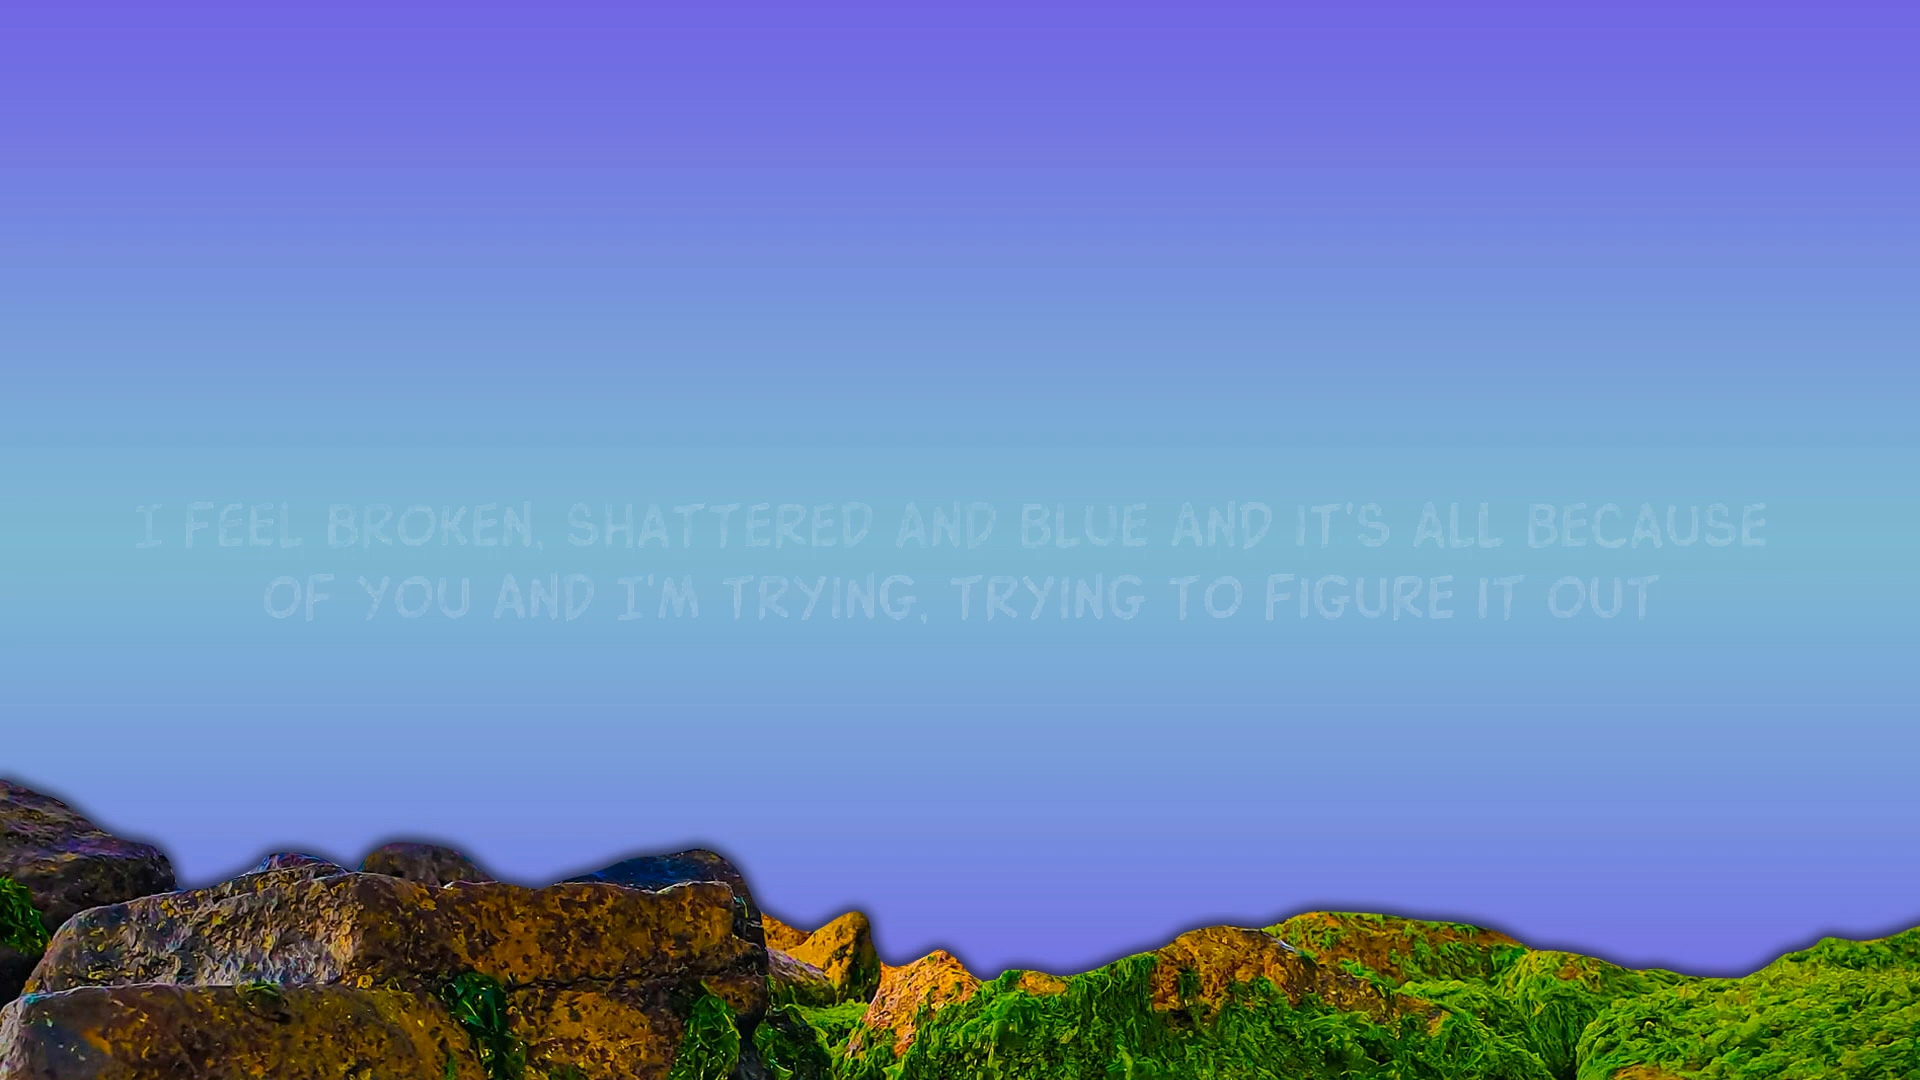 I FEEL BROKEN, SHATTERED AND BLUE AND IT'S ALL BECAUSE
OF YOU AND I'M TRYING, TRYING TO FIGURE IT OUT